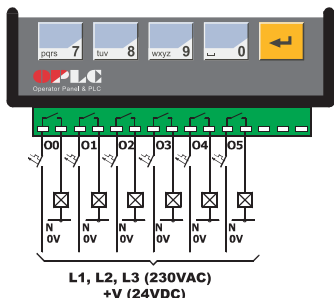 pqrs 7 tuv 8 wxyz 9 0
OPLC
Operator Panel & PLC
O0 O1 O2 O3 O4 O5
N N N N N N
0V 0V 0V 0V 0V 0V
L1, L2, L3 (230VAC)
+V (24VDC)